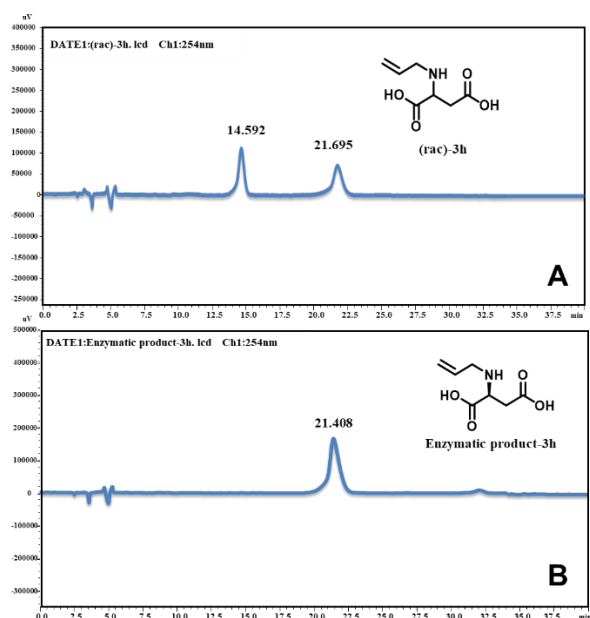 uV
400000
350000
300000
250000
200000
150000
100000
50000
0
-50000
-100000
-150000
-200000
-250000
DATE1:(rac)-3h. lcd Ch1:254nm
NH
O
HO
OH
O
(rac)-3h
14.592
21.695
A
0.0 2.5 5.0 7.5 10.0 12.5 15.0 17.5 20.0 22.5 25.0 27.5 30.0 32.5 35.0 37.5 min
uV
500000
400000
300000
200000
100000
0
-100000
-200000
-300000
DATE1:Enzymatic product-3h. lcd Ch1:254nm
NH
O
HO
OH
O
Enzymatic product-3h
21.408
B
0.0 2.5 5.0 7.5 10.0 12.5 15.0 17.5 20.0 22.5 25.0 27.5 30.0 32.5 35.0 37.5 min